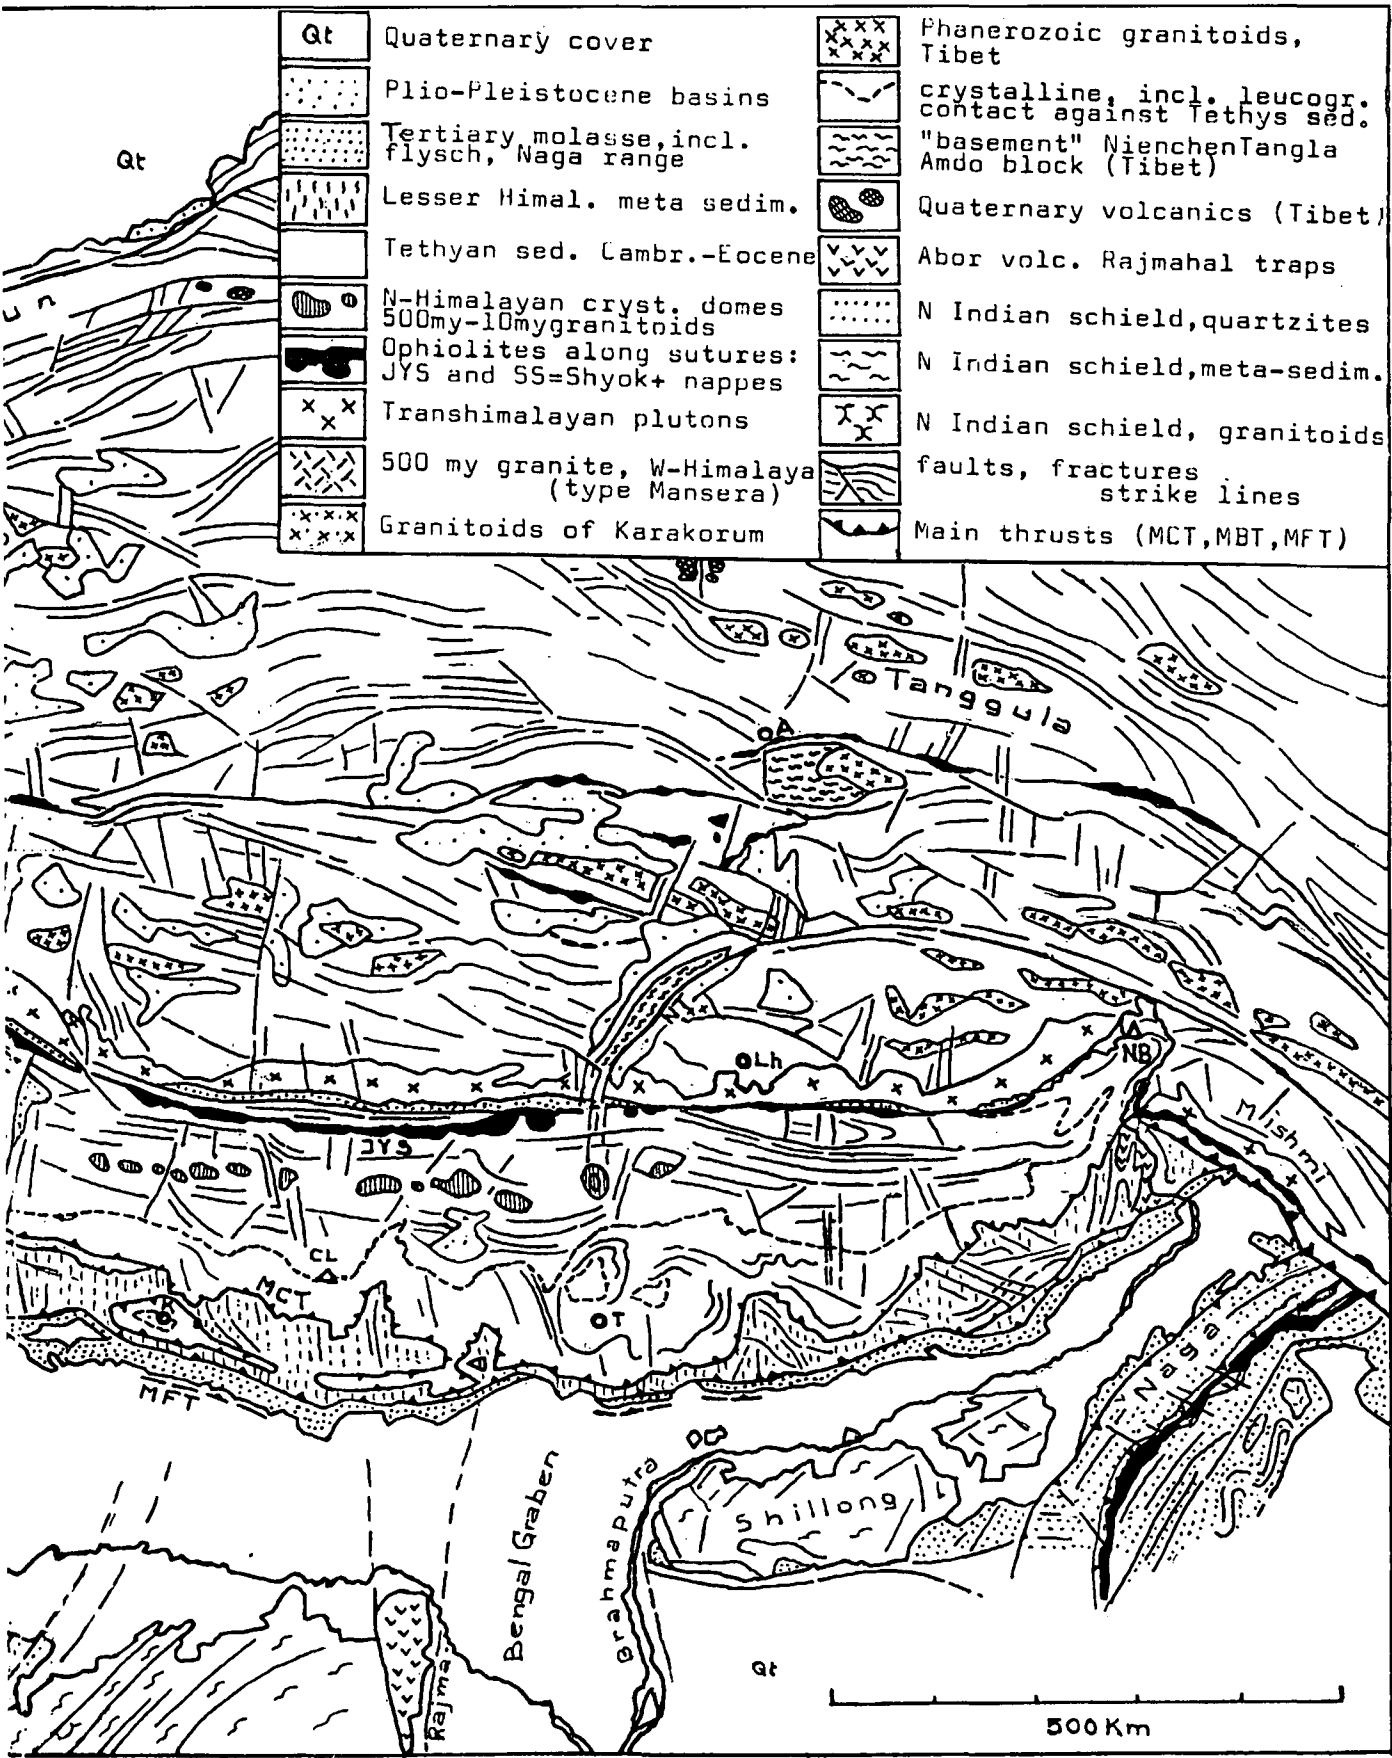 Qt Quaternary cover
Plio-Pleistocene basins
Tertiary molasse,incl.
flysch, Naga range
Lesser Himal. meta sedim.
Tethyan sed. Cambr.-Eocene
N-Himalayan cryst. domes
500my-10mygranitoids
Ophiolites along sutures:
JYS and SS=Shyok+ nappes
Transhimalayan plutons
500 my granite, W-Himalaya
(type Mansera)
Granitoids of Karakorum
Phanerozoic granitoids,
Tibet
crystalline, incl. leucogr.
contact against Tethys sed.
"basement" NienchenTangla
Amdo block (Tibet)
Quaternary volcanics (Tibet)
Abor volc. Rajmahal traps
N Indian schield,quartzites
N Indian schield,meta-sedim.
N Indian schield, granitoids
faults, fractures
strike lines
Main thrusts (MCT,MBT,MFT)
Qt
un
Tanggula
A
Lh
NB
Mishmi
JYS
CL
MCT
K
T
MFT
Naga
Shillong
Brahmaputra
Bengal Graben
Rajma.
Qt
500 Km